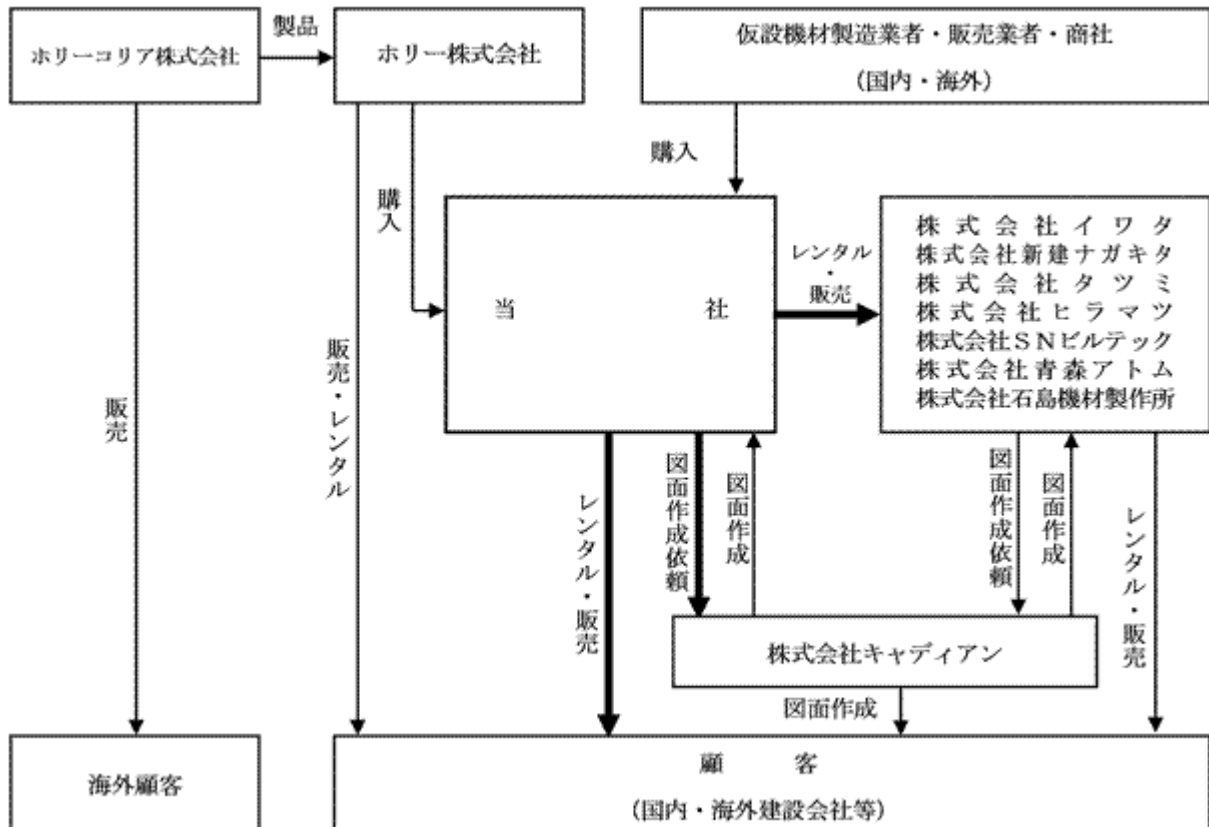 製品
ホリーコリア株式会社
ホリー株式会社
仮設機材製造業者・販売業者・商社
(国内・海外)
購入
購入
当社
レンタル
・
販売
株式会社イワタ
株式会社新建ナガキタ
株式会社タツミ
株式会社ヒラマツ
株式会社SNビルテック
株式会社青森アトム
株式会社石島機材製作所
販売
販売・レンタル
レンタル・販売
図面作成依頼
図面作成
図面作成依頼
図面作成
レンタル・販売
株式会社キャディアン
図面作成
海外顧客
顧客
(国内・海外建設会社等)